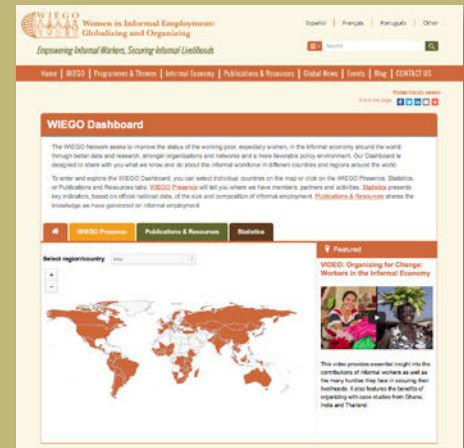 WIEGO
Women in Informal Employment:
Globalizing and Organizing
Español | Français | Português | Other
Empowering Informal Workers, Securing Informal Livelihoods
Search
Home | WIEGO | Programmes & Themes | Informal Economy | Publications & Resources | Global News | Events | Blog | CONTACT US
Printer-friendly version
Share this page
WIEGO Dashboard
The WIEGO Network seeks to improve the status of the working poor, especially women, in the informal economy around the world:
through better data and research, stronger organizations and networks and a more favorable policy environment. Our Dashboard is
designed to share with you what we know and do about the informal workforce in different countries and regions around the world.
To enter and explore the WIEGO Dashboard, you can select individual countries on the map or click on the WIEGO Presence, Statistics,
or Publications and Resources tabs. WIEGO Presence will tell you where we have members, partners and activities. Statistics presents
key indicators, based on official national data, of the size and composition of informal employment. Publications & Resources shares the
knowledge we have generated on informal employment.
WIEGO Presence
Publications & Resources
Statistics
Select region/country
+
-
Featured
VIDEO: Organizing for Change:
Workers in the Informal Economy
This video provides essential insight into the
contributions of informal workers as well as
the many hurdles they face in securing their
livelihoods. It also features the benefits of
organizing with case studies from Ghana,
India and Thailand.